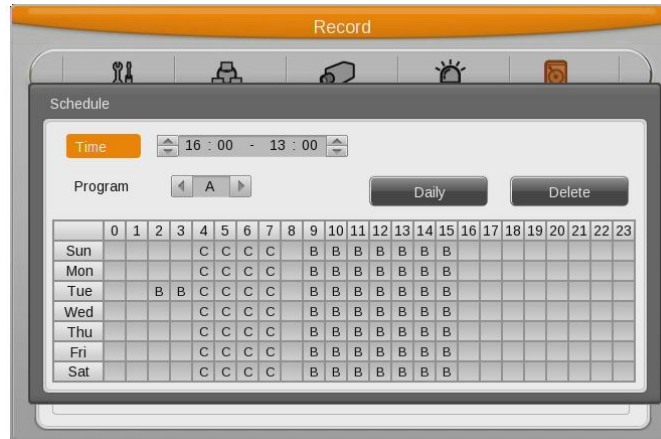 Record
Schedule
Time 16 : 00 - 13 : 00
Program A Daily Delete
0 1 2 3 4 5 6 7 8 9 10 11 12 13 14 15 16 17 18 19 20 21 22 23
Sun C C C C B B B B B B B
Mon C C C C B B B B B B B
Tue B B C C C C B B B B B B B
Wed C C C C B B B B B B B
Thu C C C C B B B B B B B
Fri C C C C B B B B B B B
Sat C C C C B B B B B B B